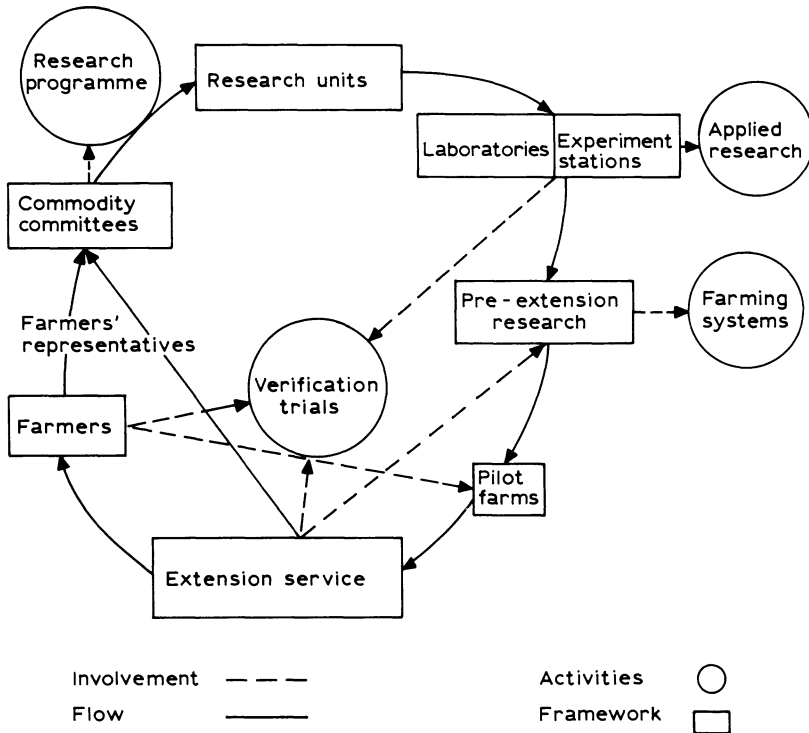 Research
programme
Research units
Laboratories
Experiment
stations
Applied
research
Commodity
committees
Pre-extension
research
Farming
systems
Farmers'
representatives
Verification
trials
Farmers
Pilot
farms
Extension service
Involvement
Activities
Flow
Framework